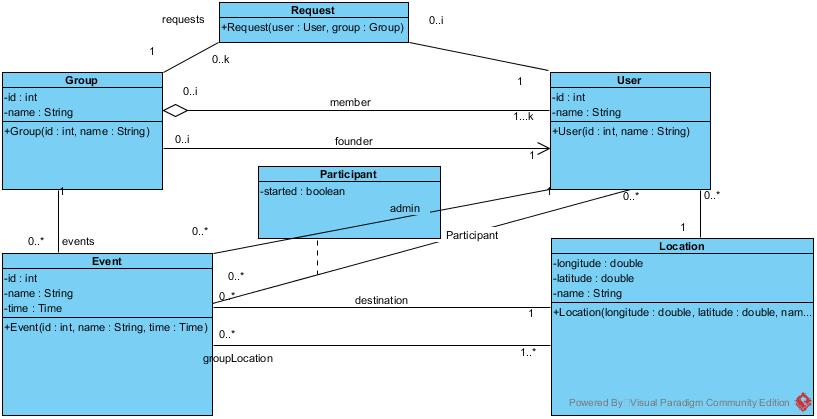 Request
+Request(user : User, group : Group)
requests
0..i
1
0..k
1
Group
-id : int
-name : String
+Group(id : int, name : String)
User
-id : int
-name : String
+User(id : int, name : String)
0..i
member
1...k
0..i
founder
1
Participant
-started : boolean
1
0..*
events
1
admin
0..*
0..*
Participant
0..*
0..*
0..*
1
Event
-id : int
-name : String
-time : Time
+Event(id : int, name : String, time : Time)
Location
-longitude : double
-latitude : double
-name : String
+Location(longitude : double, latitude : double, nam...
destination
1
0..*
groupLocation
1..*
Powered By Visual Paradigm Community Edition